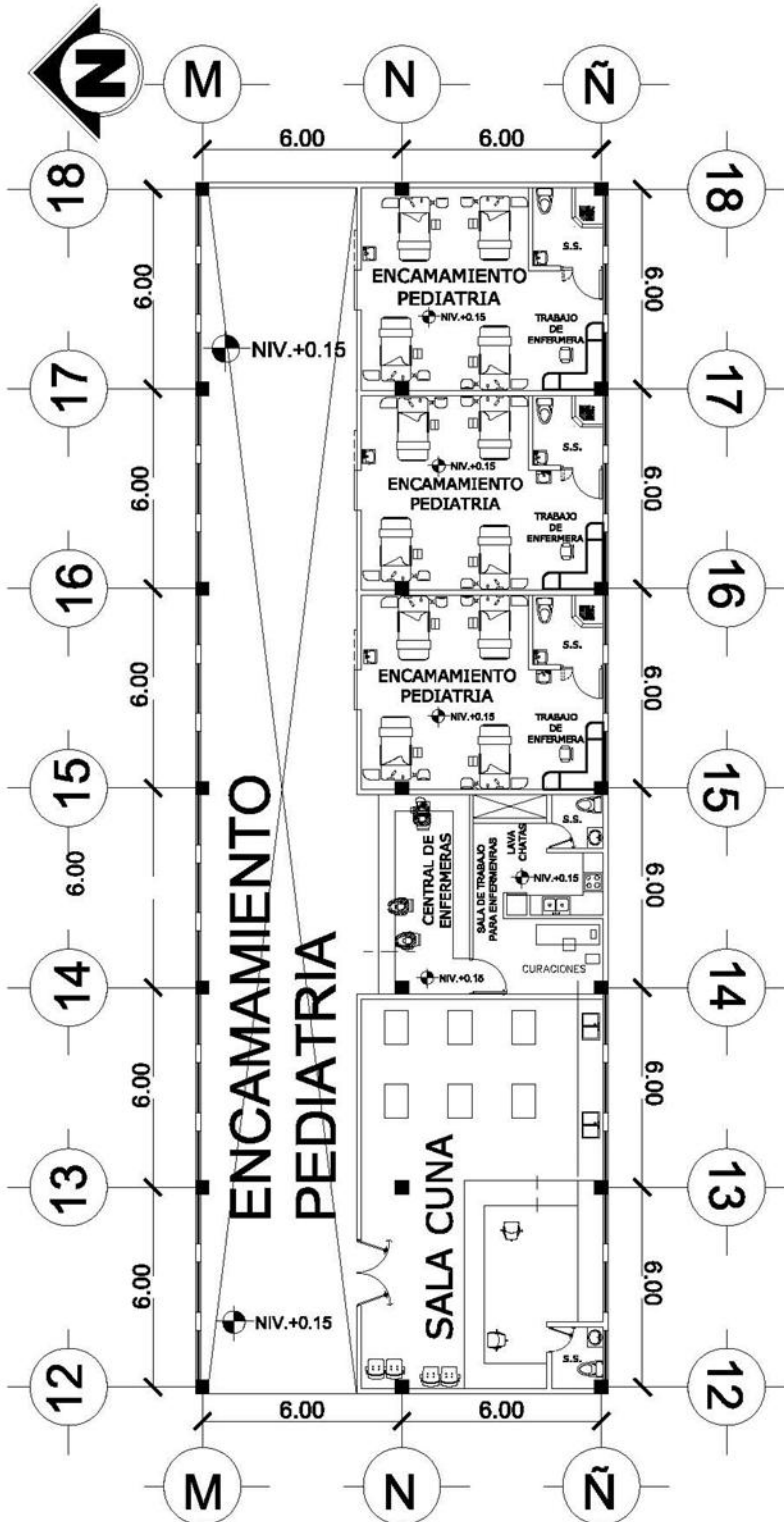 N
M
N
Ñ
6.00
6.00
18
18
6.00
ENCAMAMIENTO
PEDIATRIA
NIV.+0.15
S.S.
TRABAJO
DE
ENFERMERA
6.00
NIV.+0.15
17
17
6.00
NIV.+0.15
ENCAMAMIENTO
PEDIATRIA
S.S.
TRABAJO
DE
ENFERMERA
6.00
16
16
6.00
ENCAMAMIENTO
PEDIATRIA
NIV.+0.15
S.S.
TRABAJO
DE
ENFERMERA
6.00
15
15
6.00
CENTRAL DE
ENFERMERAS
SALA DE TRABAJO
PARA ENFERMENRAS
LAVA
CHATAS
S.S.
NIV.+0.15
6.00
NIV.+0.15
CURACIONES
14
14
ENCAMAMIENTO
PEDIATRIA
6.00
6.00
13
13
SALA CUNA
6.00
6.00
NIV.+0.15
S.S.
12
12
6.00
6.00
M
N
Ñ